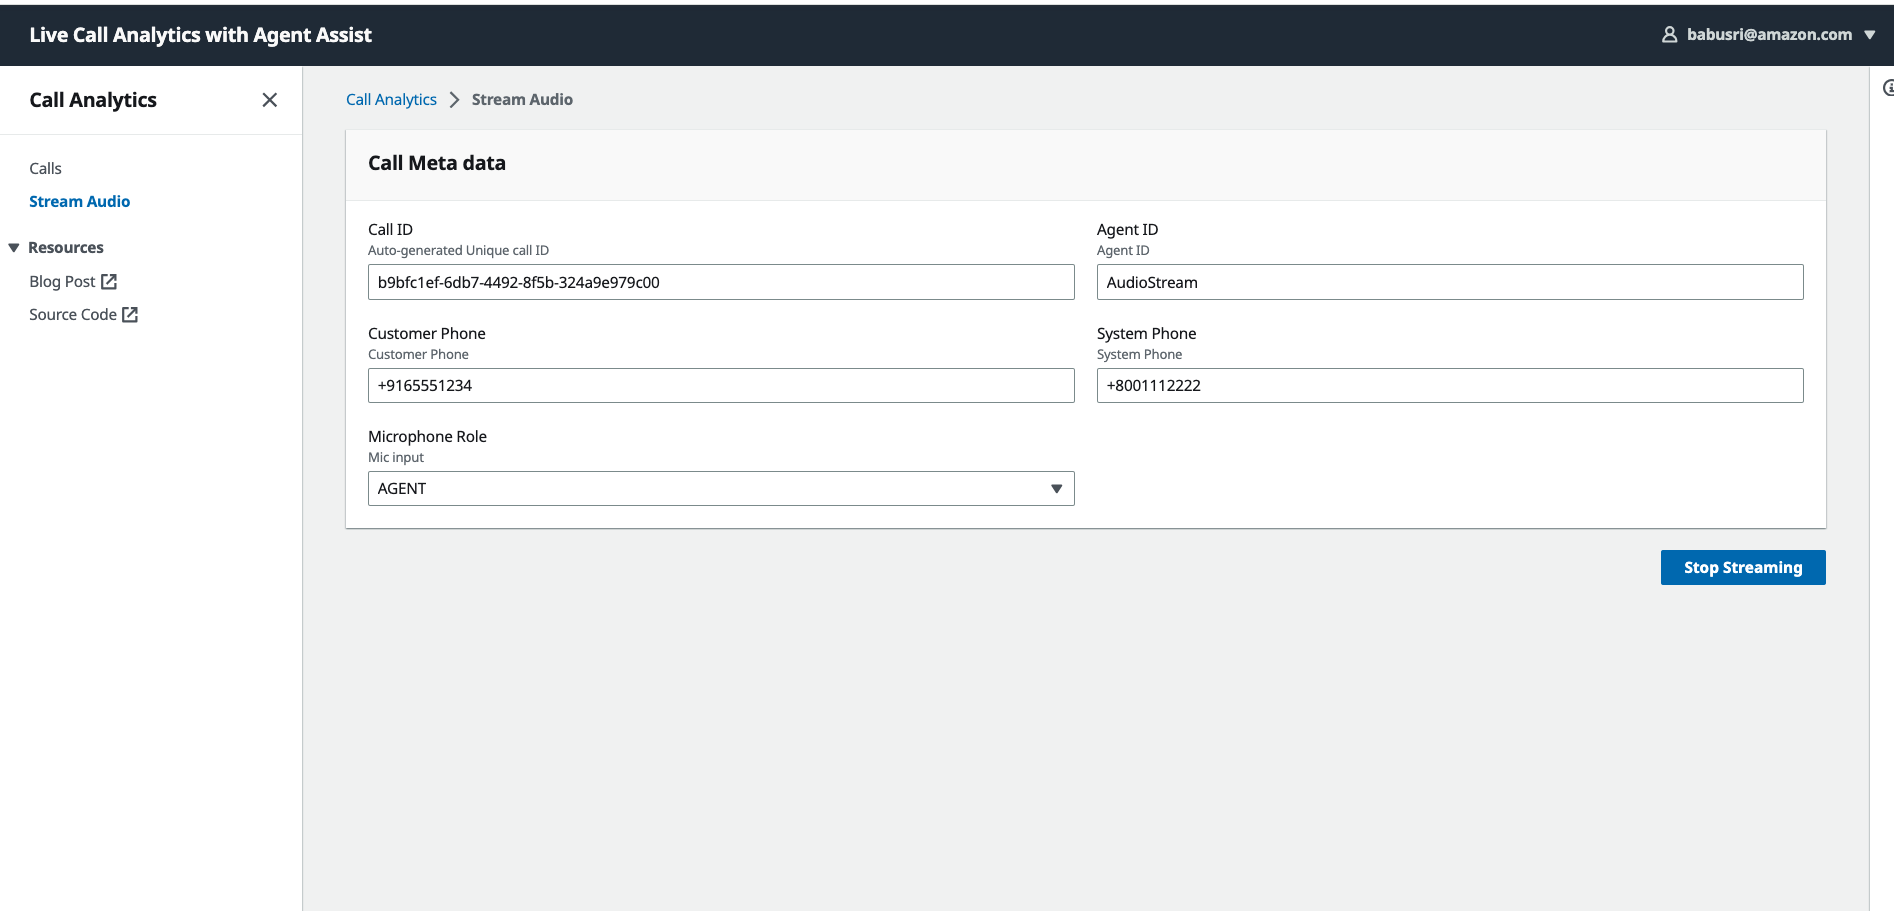 Live Call Analytics with Agent Assist
babusri@amazon.com
Call Analytics
Calls
Stream Audio
Resources
Blog Post
Source Code
Call Analytics > Stream Audio
Call Meta data
Call ID
Auto-generated Unique call ID
b9bfc1ef-6db7-4492-8f5b-324a9e979c00
Agent ID
Agent ID
AudioStream
Customer Phone
Customer Phone
+9165551234
System Phone
System Phone
+8001112222
Microphone Role
Mic input
AGENT
Stop Streaming